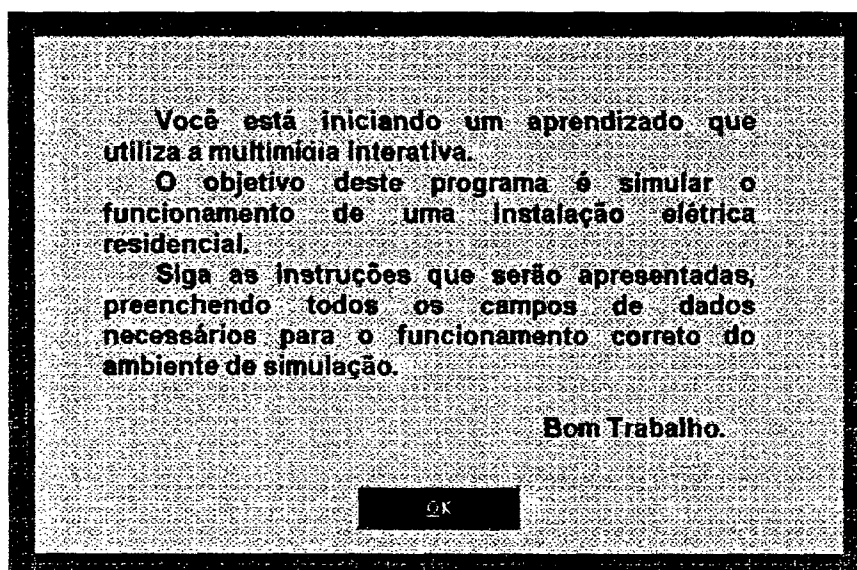 Você está iniciando um aprendizado que
utiliza a multimídia interativa.
O objetivo deste programa é simular o
funcionamento de uma instalação elétrica
residencial.
Siga as instruções que serão apresentadas,
preenchendo todos os campos de dados
necessários para o funcionamento correto do
ambiente de simulação.
Bom Trabalho.
OK